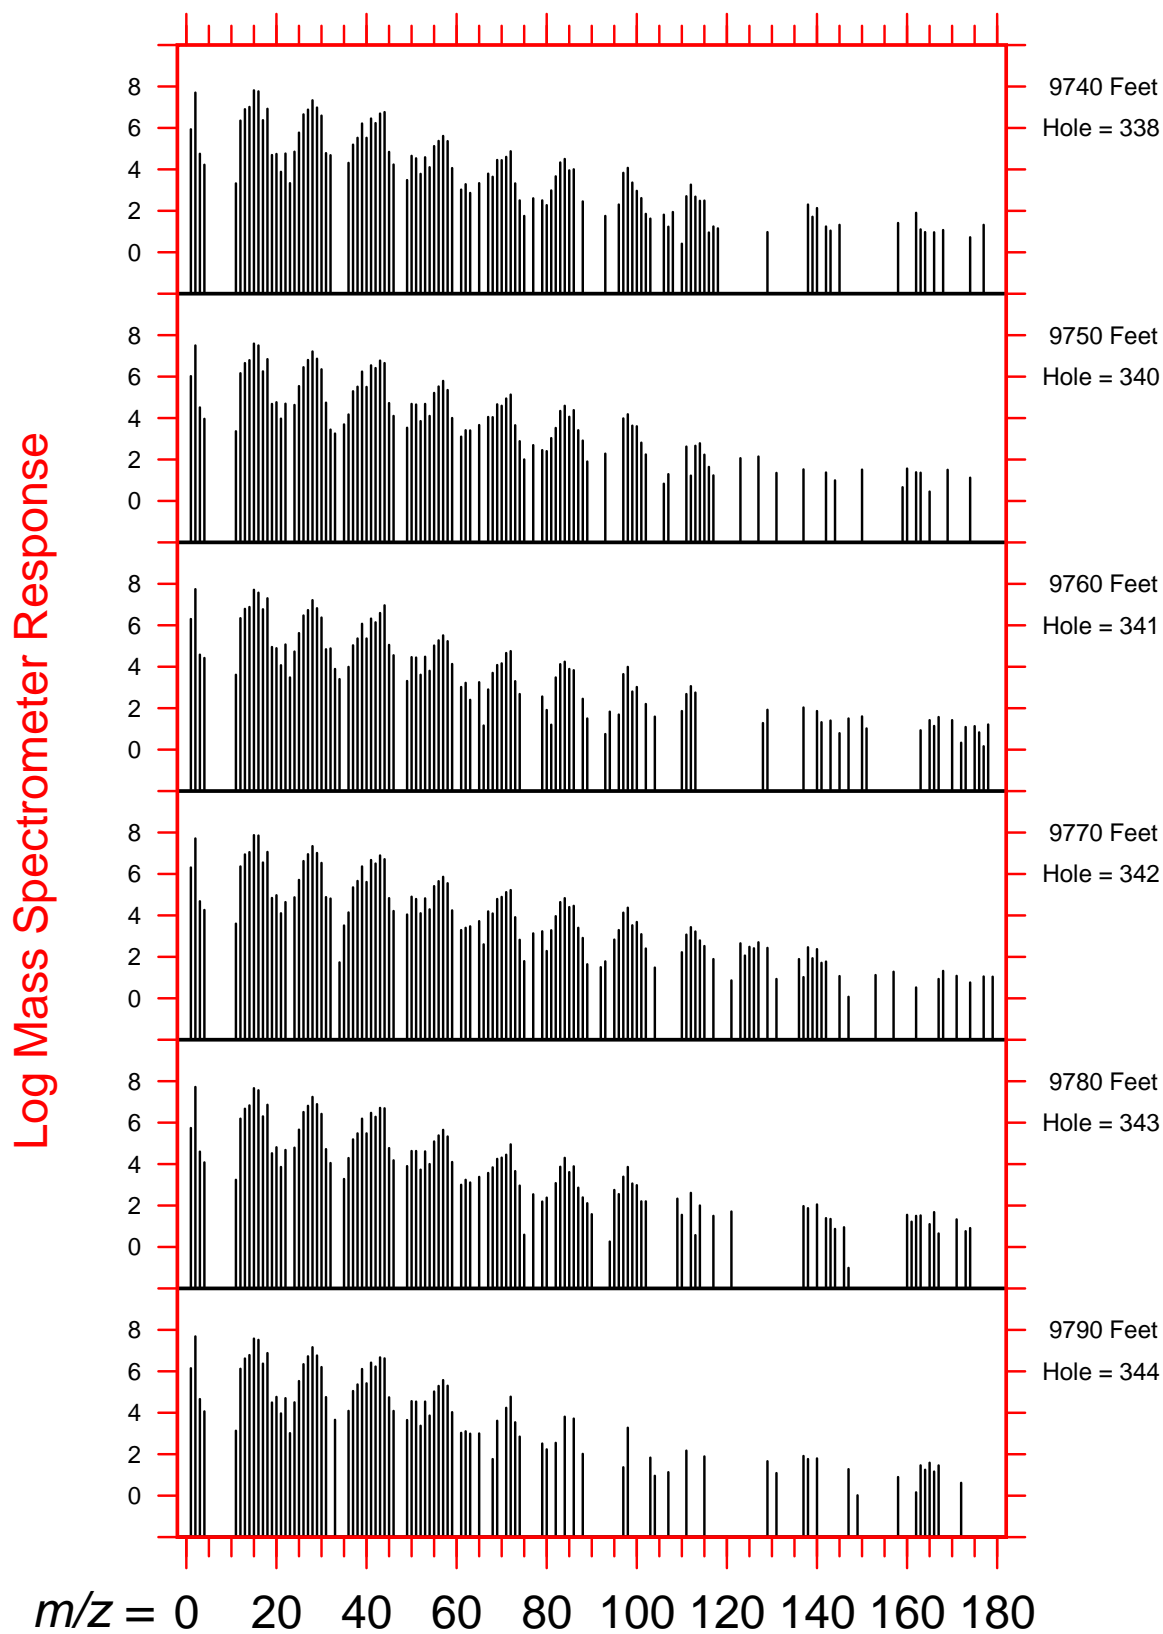 8
6
4
2
0
9740 Feet
Hole = 338
8
6
4
2
0
9750 Feet
Hole = 340
8
6
4
2
0
9760 Feet
Hole = 341
8
6
4
2
0
9770 Feet
Hole = 342
8
6
4
2
0
9780 Feet
Hole = 343
8
6
4
2
0
9790 Feet
Hole = 344
Log Mass Spectrometer Response
m/z = 0 20 40 60 80 100 120 140 160 180